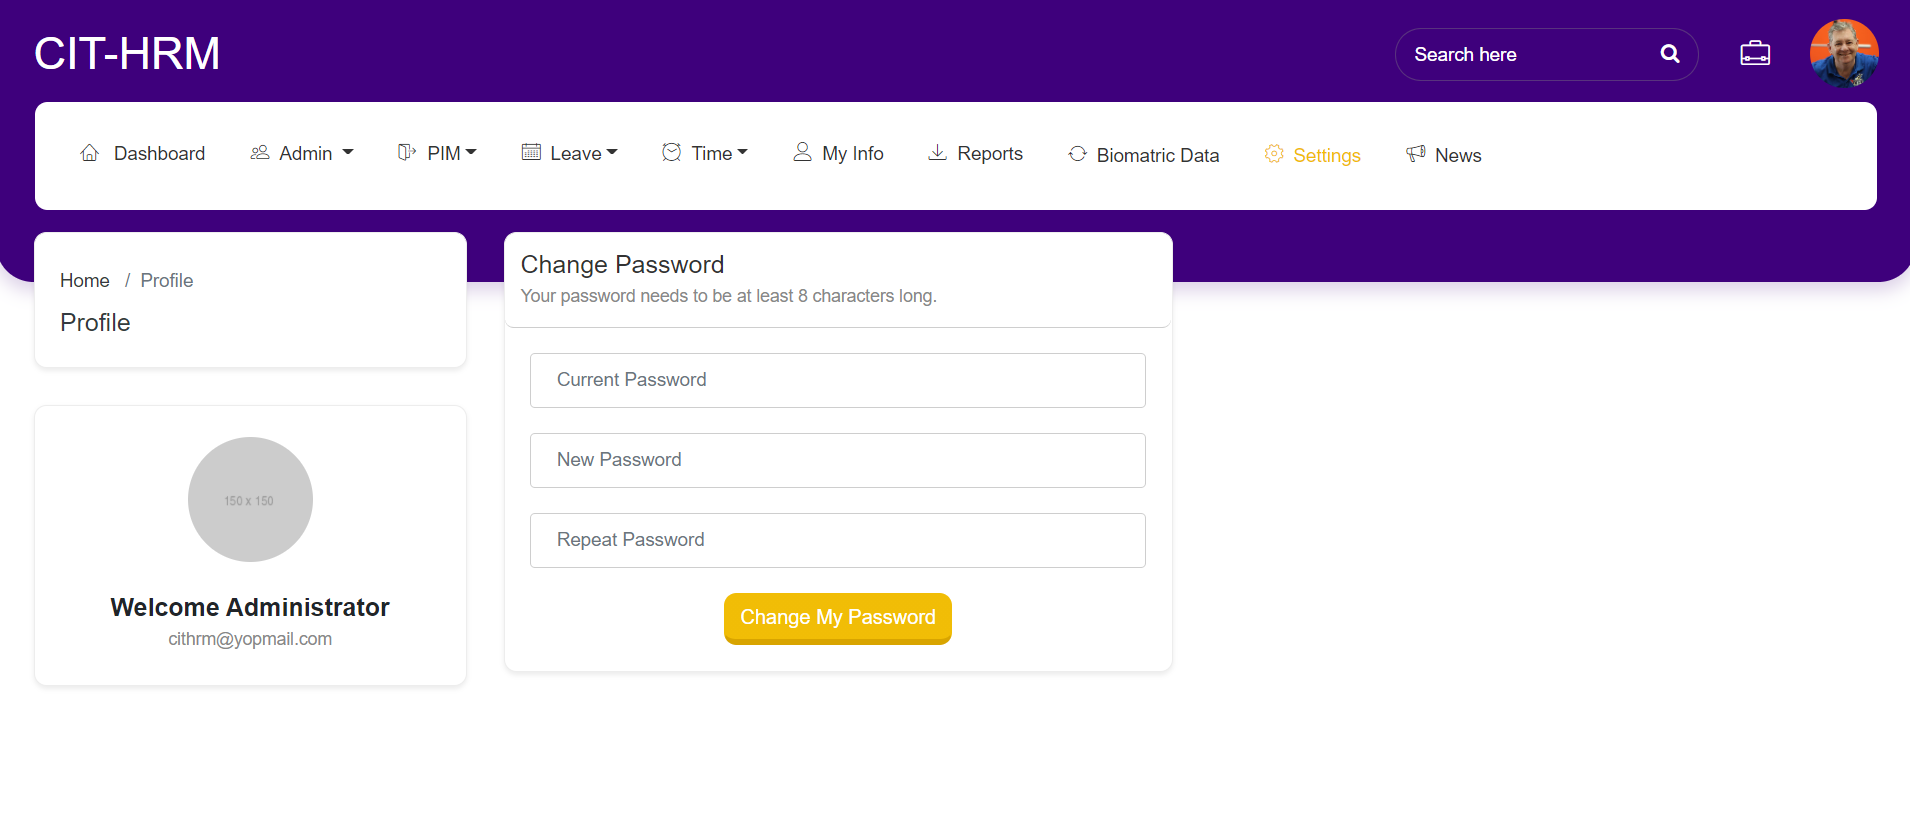 CIT-HRM
Search here
Dashboard Admin PIM Leave Time My Info Reports Biomatric Data Settings News
Home / Profile
Profile
150 x 150
Welcome Administrator
cithrm@yopmail.com
Change Password
Your password needs to be at least 8 characters long.
Current Password
New Password
Repeat Password
Change My Password